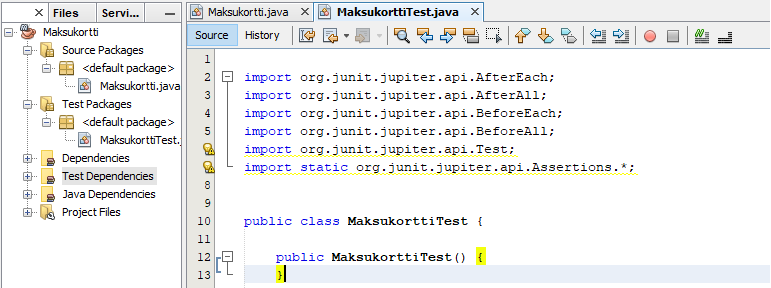 Files
Servi...
Maksukortti
Source Packages
<default package>
Maksukortti.java
Test Packages
<default package>
MaksukorttiTest.
Dependencies
Test Dependencies
Java Dependencies
Project Files
Maksukortti.java
MaksukorttiTest.java
Source
History
1
2 import org.junit.jupiter.api.AfterEach;
3 import org.junit.jupiter.api.AfterAll;
4 import org.junit.jupiter.api.BeforeEach;
5 import org.junit.jupiter.api.BeforeAll;
import org.junit.jupiter.api.Test;
import static org.junit.jupiter.api.Assertions.*;
8
9
10 public class MaksukorttiTest {
11
12 public MaksukorttiTest() {
13 }